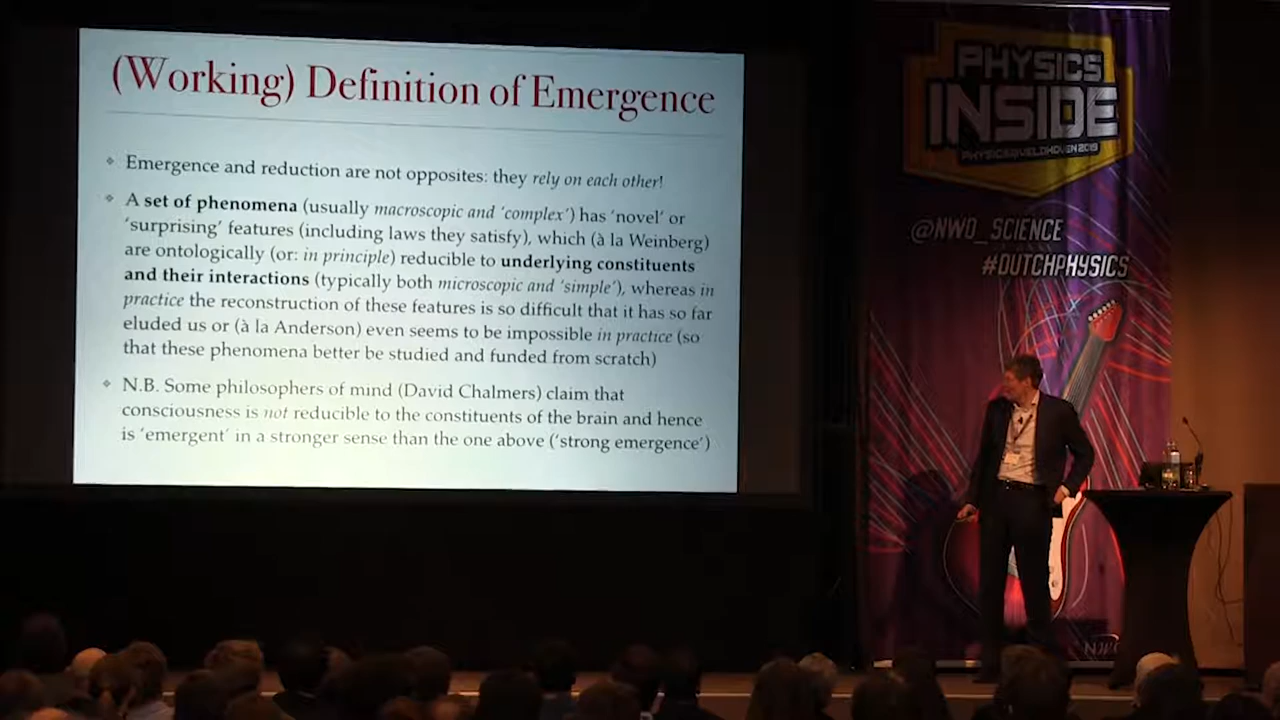 (Working) Definition of Emergence
Emergence and reduction are not opposites: they rely on each other!
A set of phenomena (usually macroscopic and ‘complex’) has ‘novel’ or
‘surprising’ features (including laws they satisfy), which (à la Weinberg)
are ontologically (or: in principle) reducible to underlying constituents
and their interactions (typically both microscopic and ‘simple’), whereas in
practice the reconstruction of these features is so difficult that it has so far
eluded us or (à la Anderson) even seems to be impossible in practice (so
that these phenomena better be studied and funded from scratch)
N.B. Some philosophers of mind (David Chalmers) claim that
consciousness is not reducible to the constituents of the brain and hence
is ‘emergent’ in a stronger sense than the one above (‘strong emergence’)
PHYSICS
INSIDE
PHYSICS@VELDHOVEN 2019
@NWO_SCIENCE
#DUTCHPHYSICS
NWO